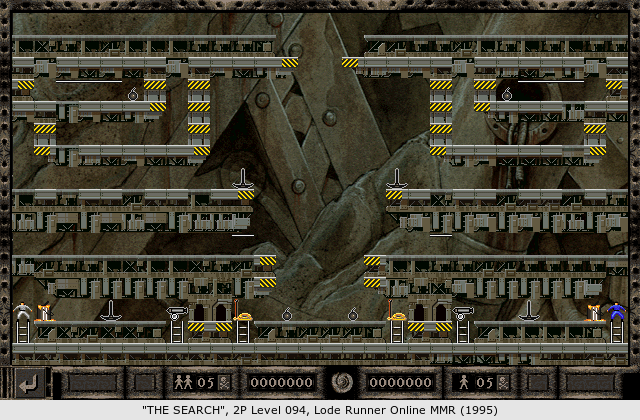 05 0000000 0000000 05
"THE SEARCH", 2P Level 094, Lode Runner Online MMR (1995)